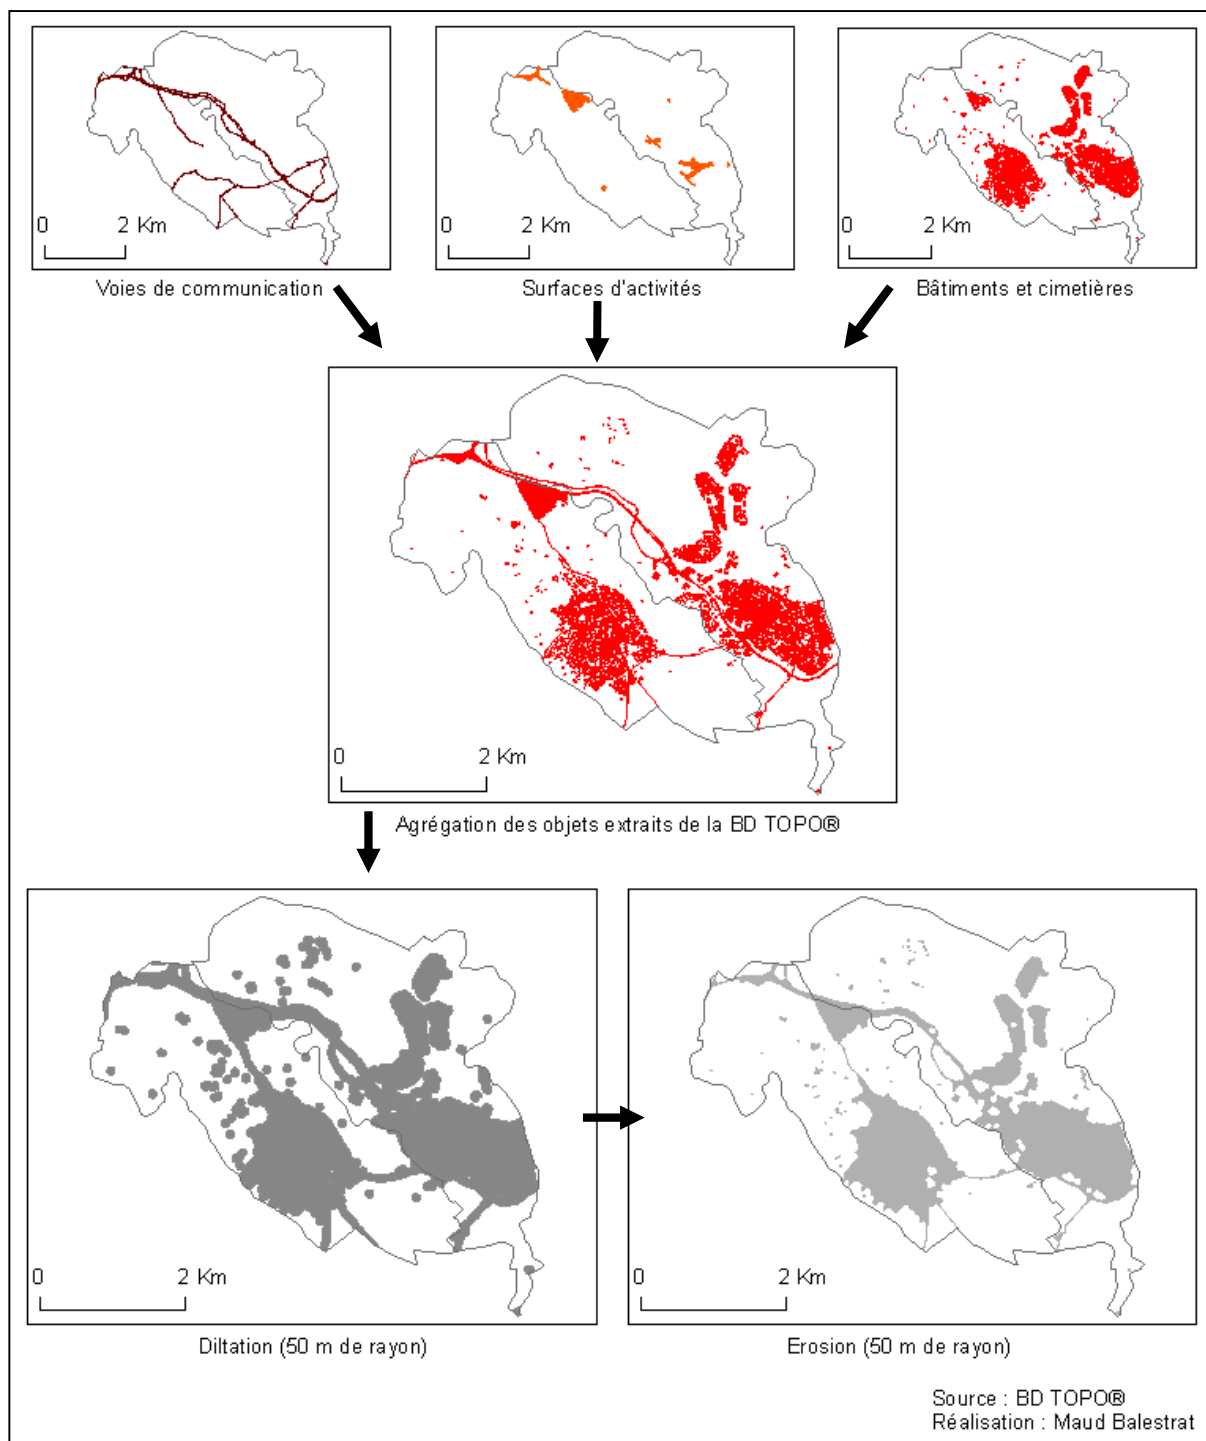 0 2 Km
0 2 Km
0 2 Km
Voies de communication
Surfaces d'activités
Bâtiments et cimetières
0 2 Km
Agrégation des objets extraits de la BD TOPO®
0 2 Km
0 2 Km
Diltation (50 m de rayon)
Erosion (50 m de rayon)
Source : BD TOPO®
Réalisation : Maud Balestrat